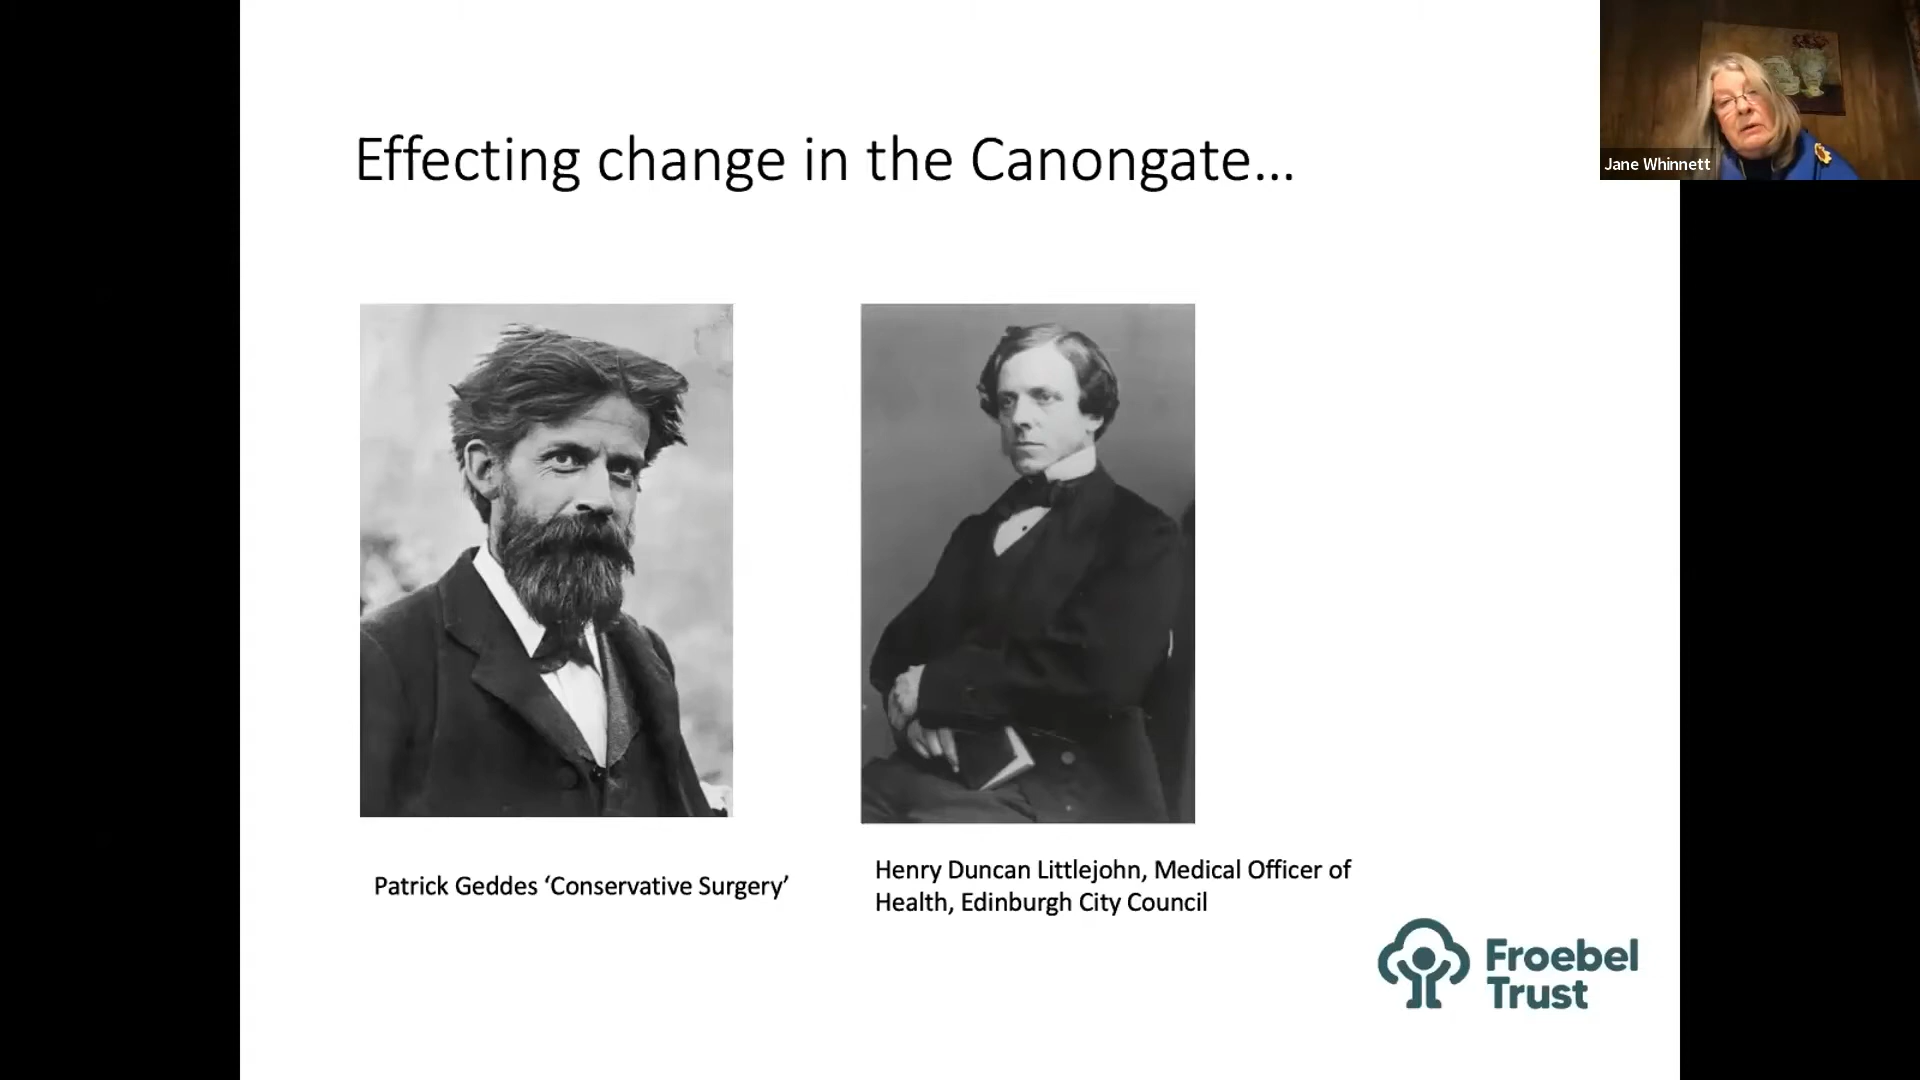 Effecting change in the Canongate...
Jane Whinnett
Patrick Geddes ‘Conservative Surgery’
Henry Duncan Littlejohn, Medical Officer of
Health, Edinburgh City Council
Froebel
Trust